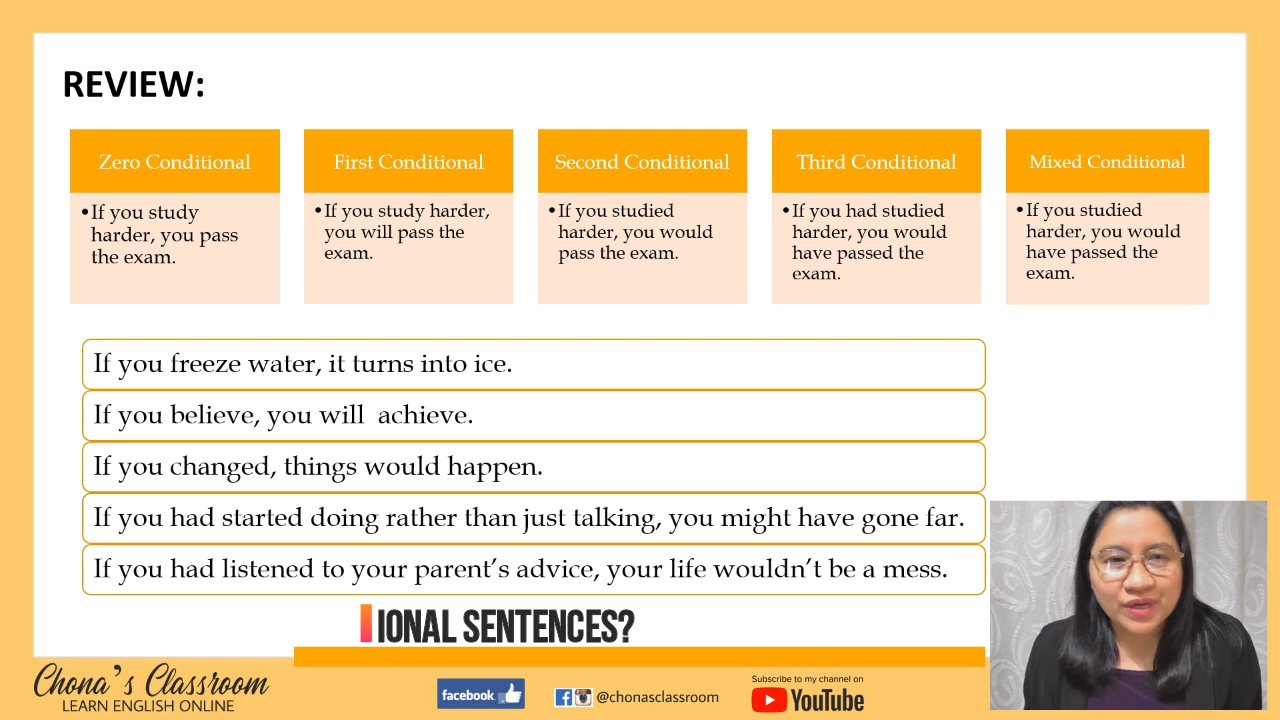 REVIEW:
Zero Conditional
•If you study
harder, you pass
the exam.
First Conditional
•If you study harder,
you will pass the
exam.
Second Conditional
•If you studied
harder, you would
pass the exam.
Third Conditional
•If you had studied
harder, you would
have passed the
exam.
Mixed Conditional
•If you studied
harder, you would
have passed the
exam.
If you freeze water, it turns into ice.
If you believe, you will  achieve.
If you changed, things would happen.
If you had started doing rather than just talking, you might have gone far.
If you had listened to your parent’s advice, your life wouldn’t be a mess.
IONAL SENTENCES?
Chona’s Classroom
LEARN ENGLISH ONLINE
facebook
@chonasclassroom
Subscribe to my channel on
YouTube